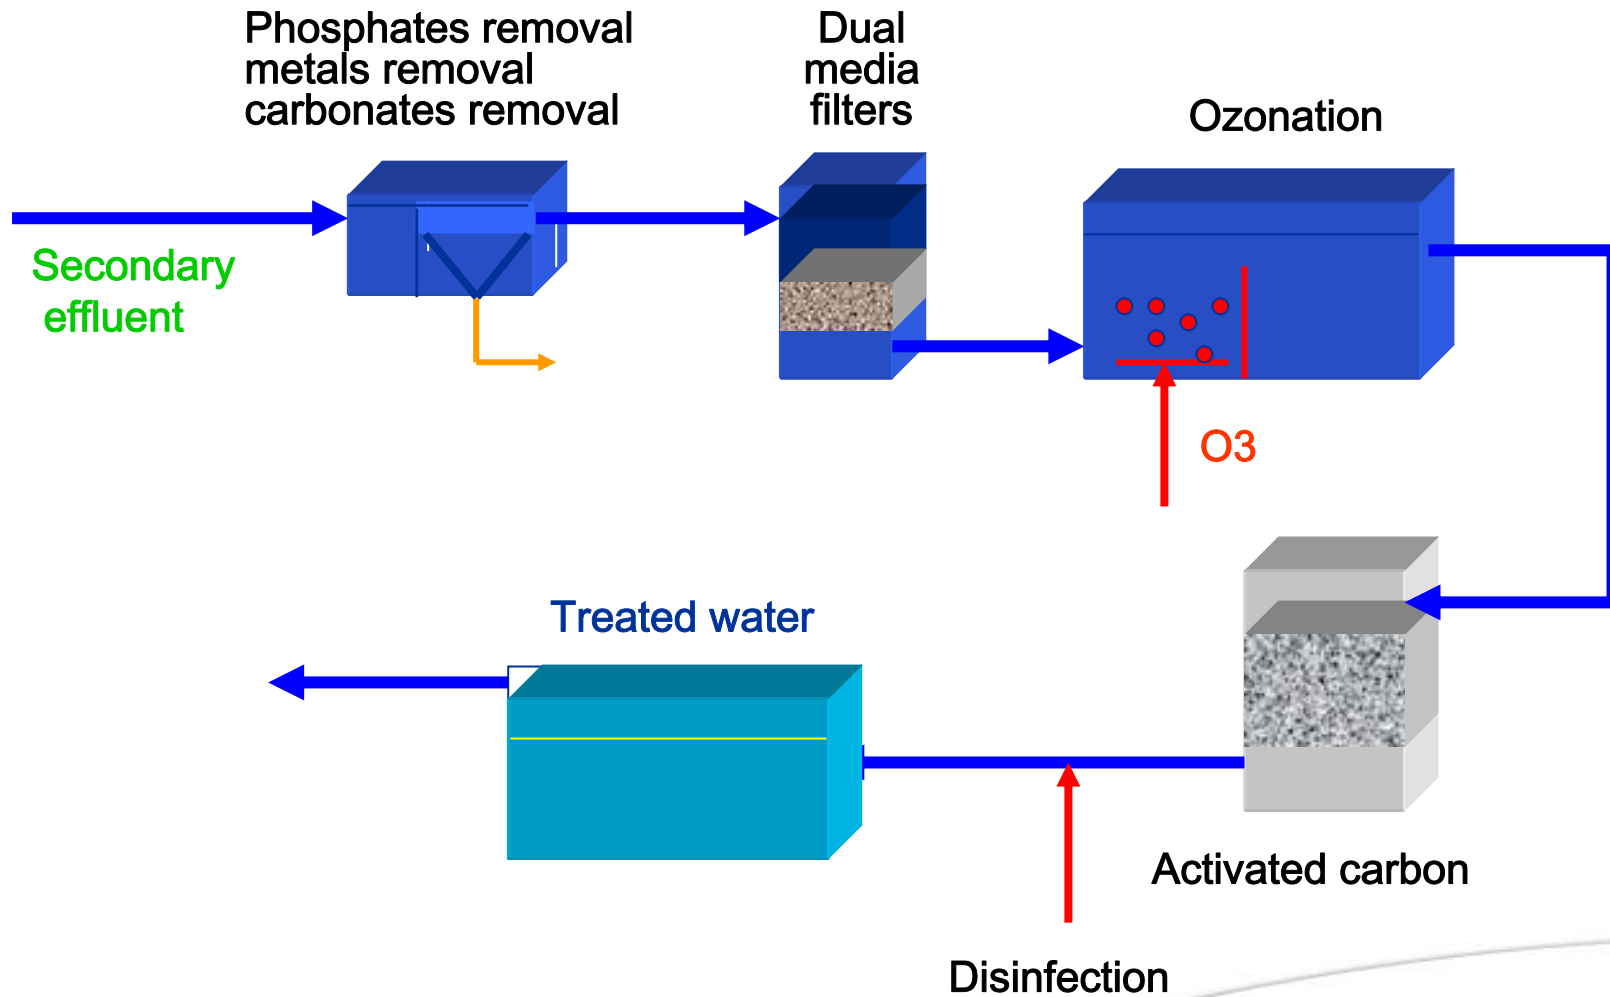 Phosphates removal
metals removal
carbonates removal
Dual
media
filters
Ozonation
Secondary
effluent
O3
Treated water
Activated carbon
Disinfection